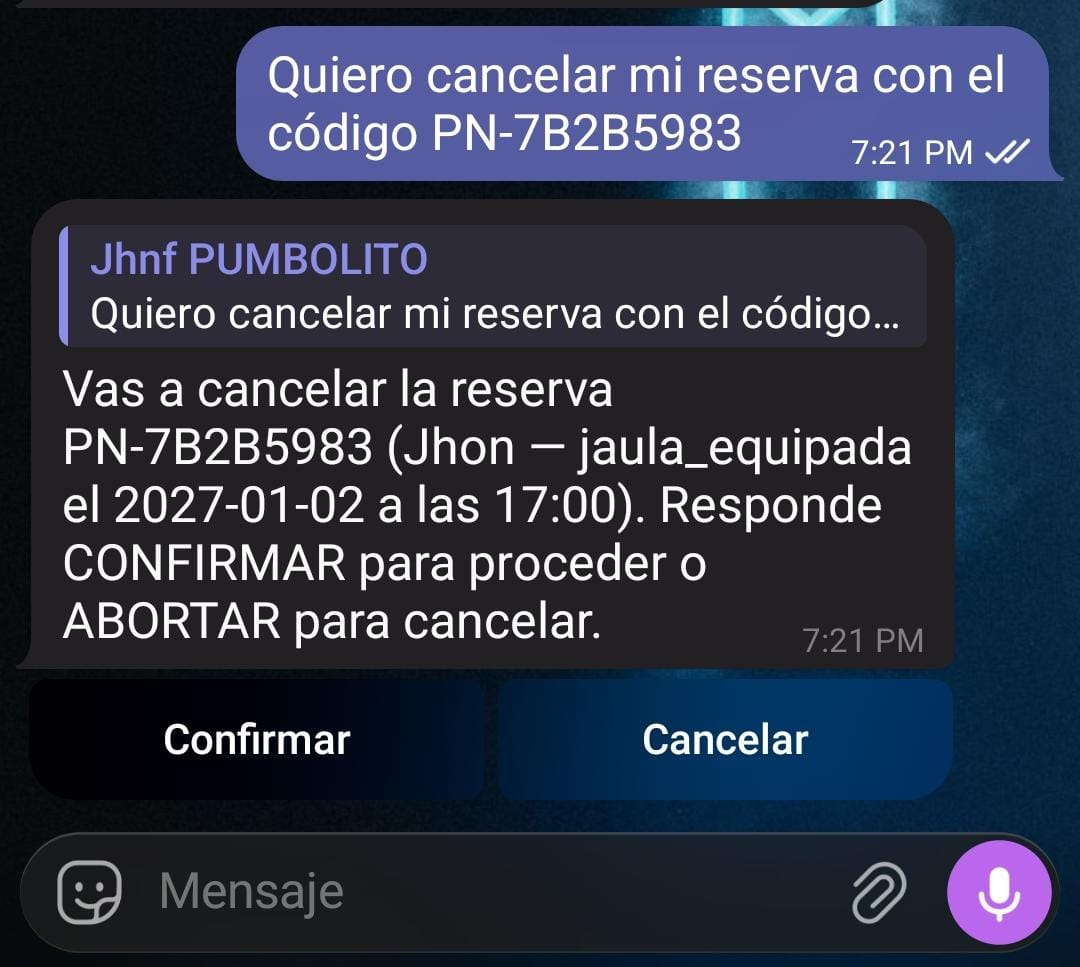 Quiero cancelar mi reserva con el
código PN-7B2B5983
7:21 PM
Jhnf PUMBOLITO
Quiero cancelar mi reserva con el código...
Vas a cancelar la reserva
PN-7B2B5983 (Jhon — jaula_equipada
el 2027-01-02 a las 17:00). Responde
CONFIRMAR para proceder o
ABORTAR para cancelar.
7:21 PM
Confirmar
Cancelar
Mensaje